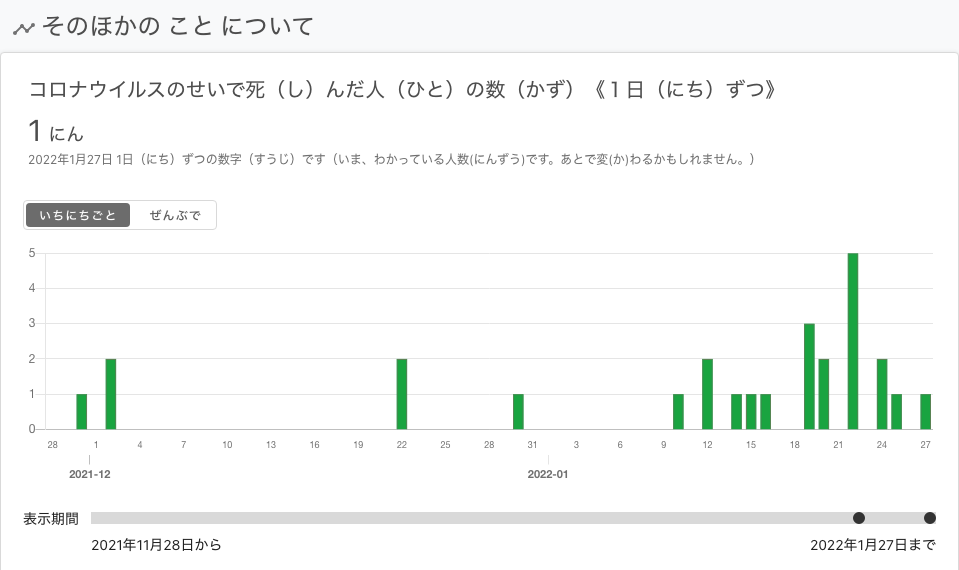 そのほかの こと について
コロナウイルスのせいで死（し）んだ人（ひと）の数（かず）《１日（にち）ずつ》
1 にん
2022年1月27日 1日（にち）ずつの数字（すうじ）です（いま、わかっている人数(にんずう)です。あとで変(か)わるかもしれません。）
いちにちごと ぜんぶで
5
4
3
2
1
0
28 1 4 7 10 13 16 19 22 25 28 31 3 6 9 12 15 18 21 24 27
2021-12 2022-01
表示期間
2021年11月28日から 2022年1月27日まで